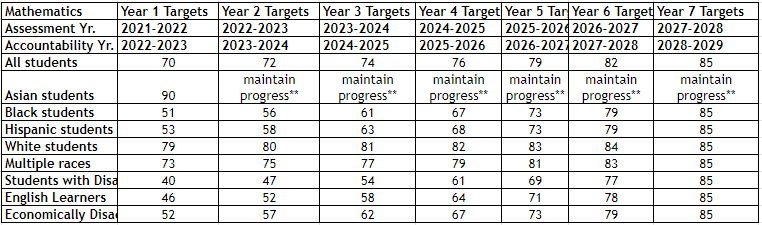 Mathematics Year 1 Targets Year 2 Targets Year 3 Targets Year 4 Target Year 5 Targ Year 6 Target Year 7 Targets
Assessment Yr. 2021-2022 2022-2023 2023-2024 2024-2025 2025-2026 2026-2027 2027-2028
Accountability Yr. 2022-2023 2023-2024 2024-2025 2025-2026 2026-2027 2027-2028 2028-2029
All students 70 72 74 76 79 82 85
maintain maintain maintain maintain maintain maintain
Asian students 90 progress** progress** progress** progress** progress** progress**
Black students 51 56 61 67 73 79 85
Hispanic students 53 58 63 68 73 79 85
White students 79 80 81 82 83 84 85
Multiple races 73 75 77 79 81 83 85
Students with Disa 40 47 54 61 69 77 85
English Learners 46 52 58 64 71 78 85
Economically Disad 52 57 62 67 73 79 85